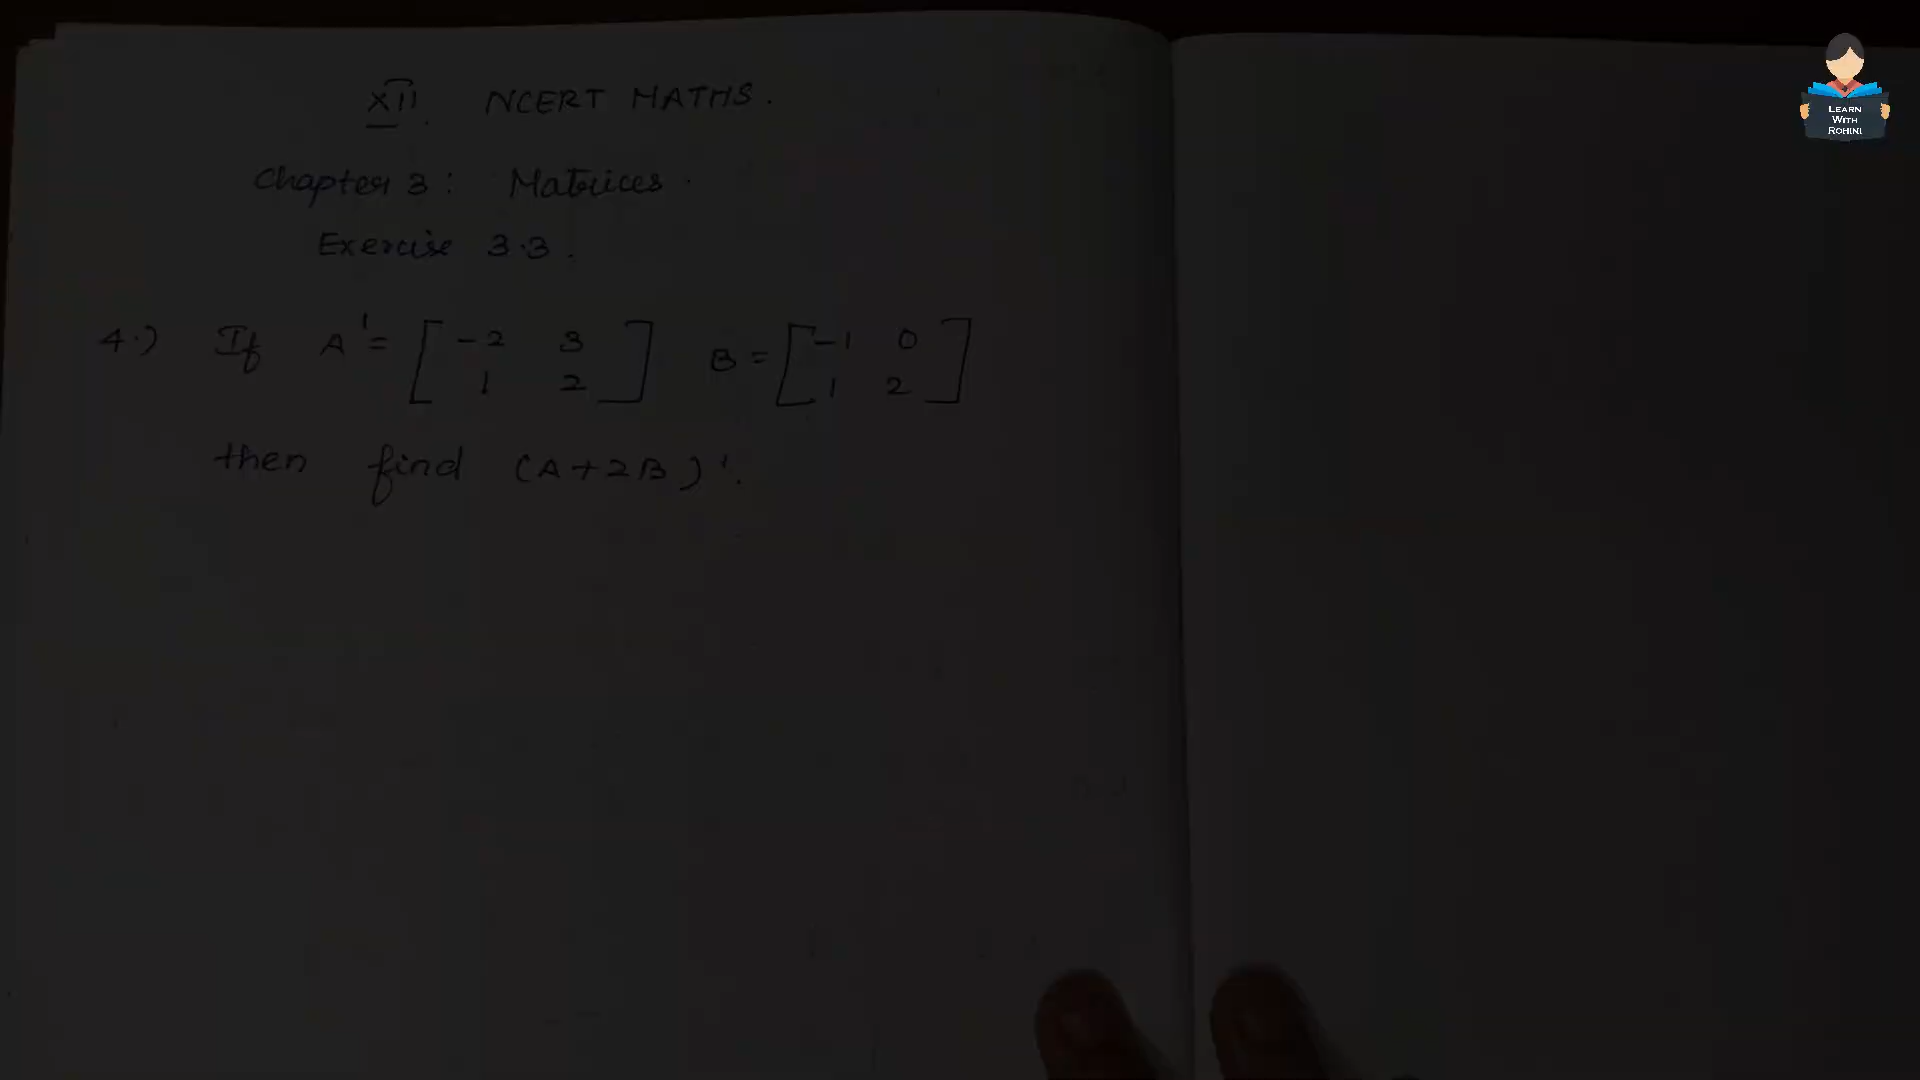 XII. NCERT MATHS.
Chapter 3: Matrices.
Exercise 3.3.
4.) If A' = [ -2 3 B = [ -1 0
1 2 ] 1 2 ]
then find (A+2B)'.
LEARN
WITH
ROHINI